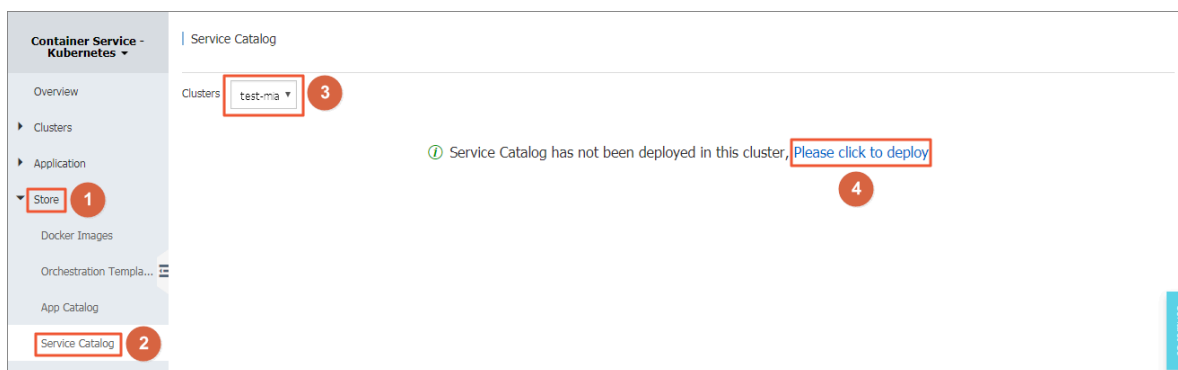 Container Service -
Kubernetes
Service Catalog
Overview
Clusters
test-mia
3
Clusters
Service Catalog has not been deployed in this cluster, Please click to deploy
Application
4
Store
1
Docker Images
Orchestration Templa...
App Catalog
Service Catalog
2